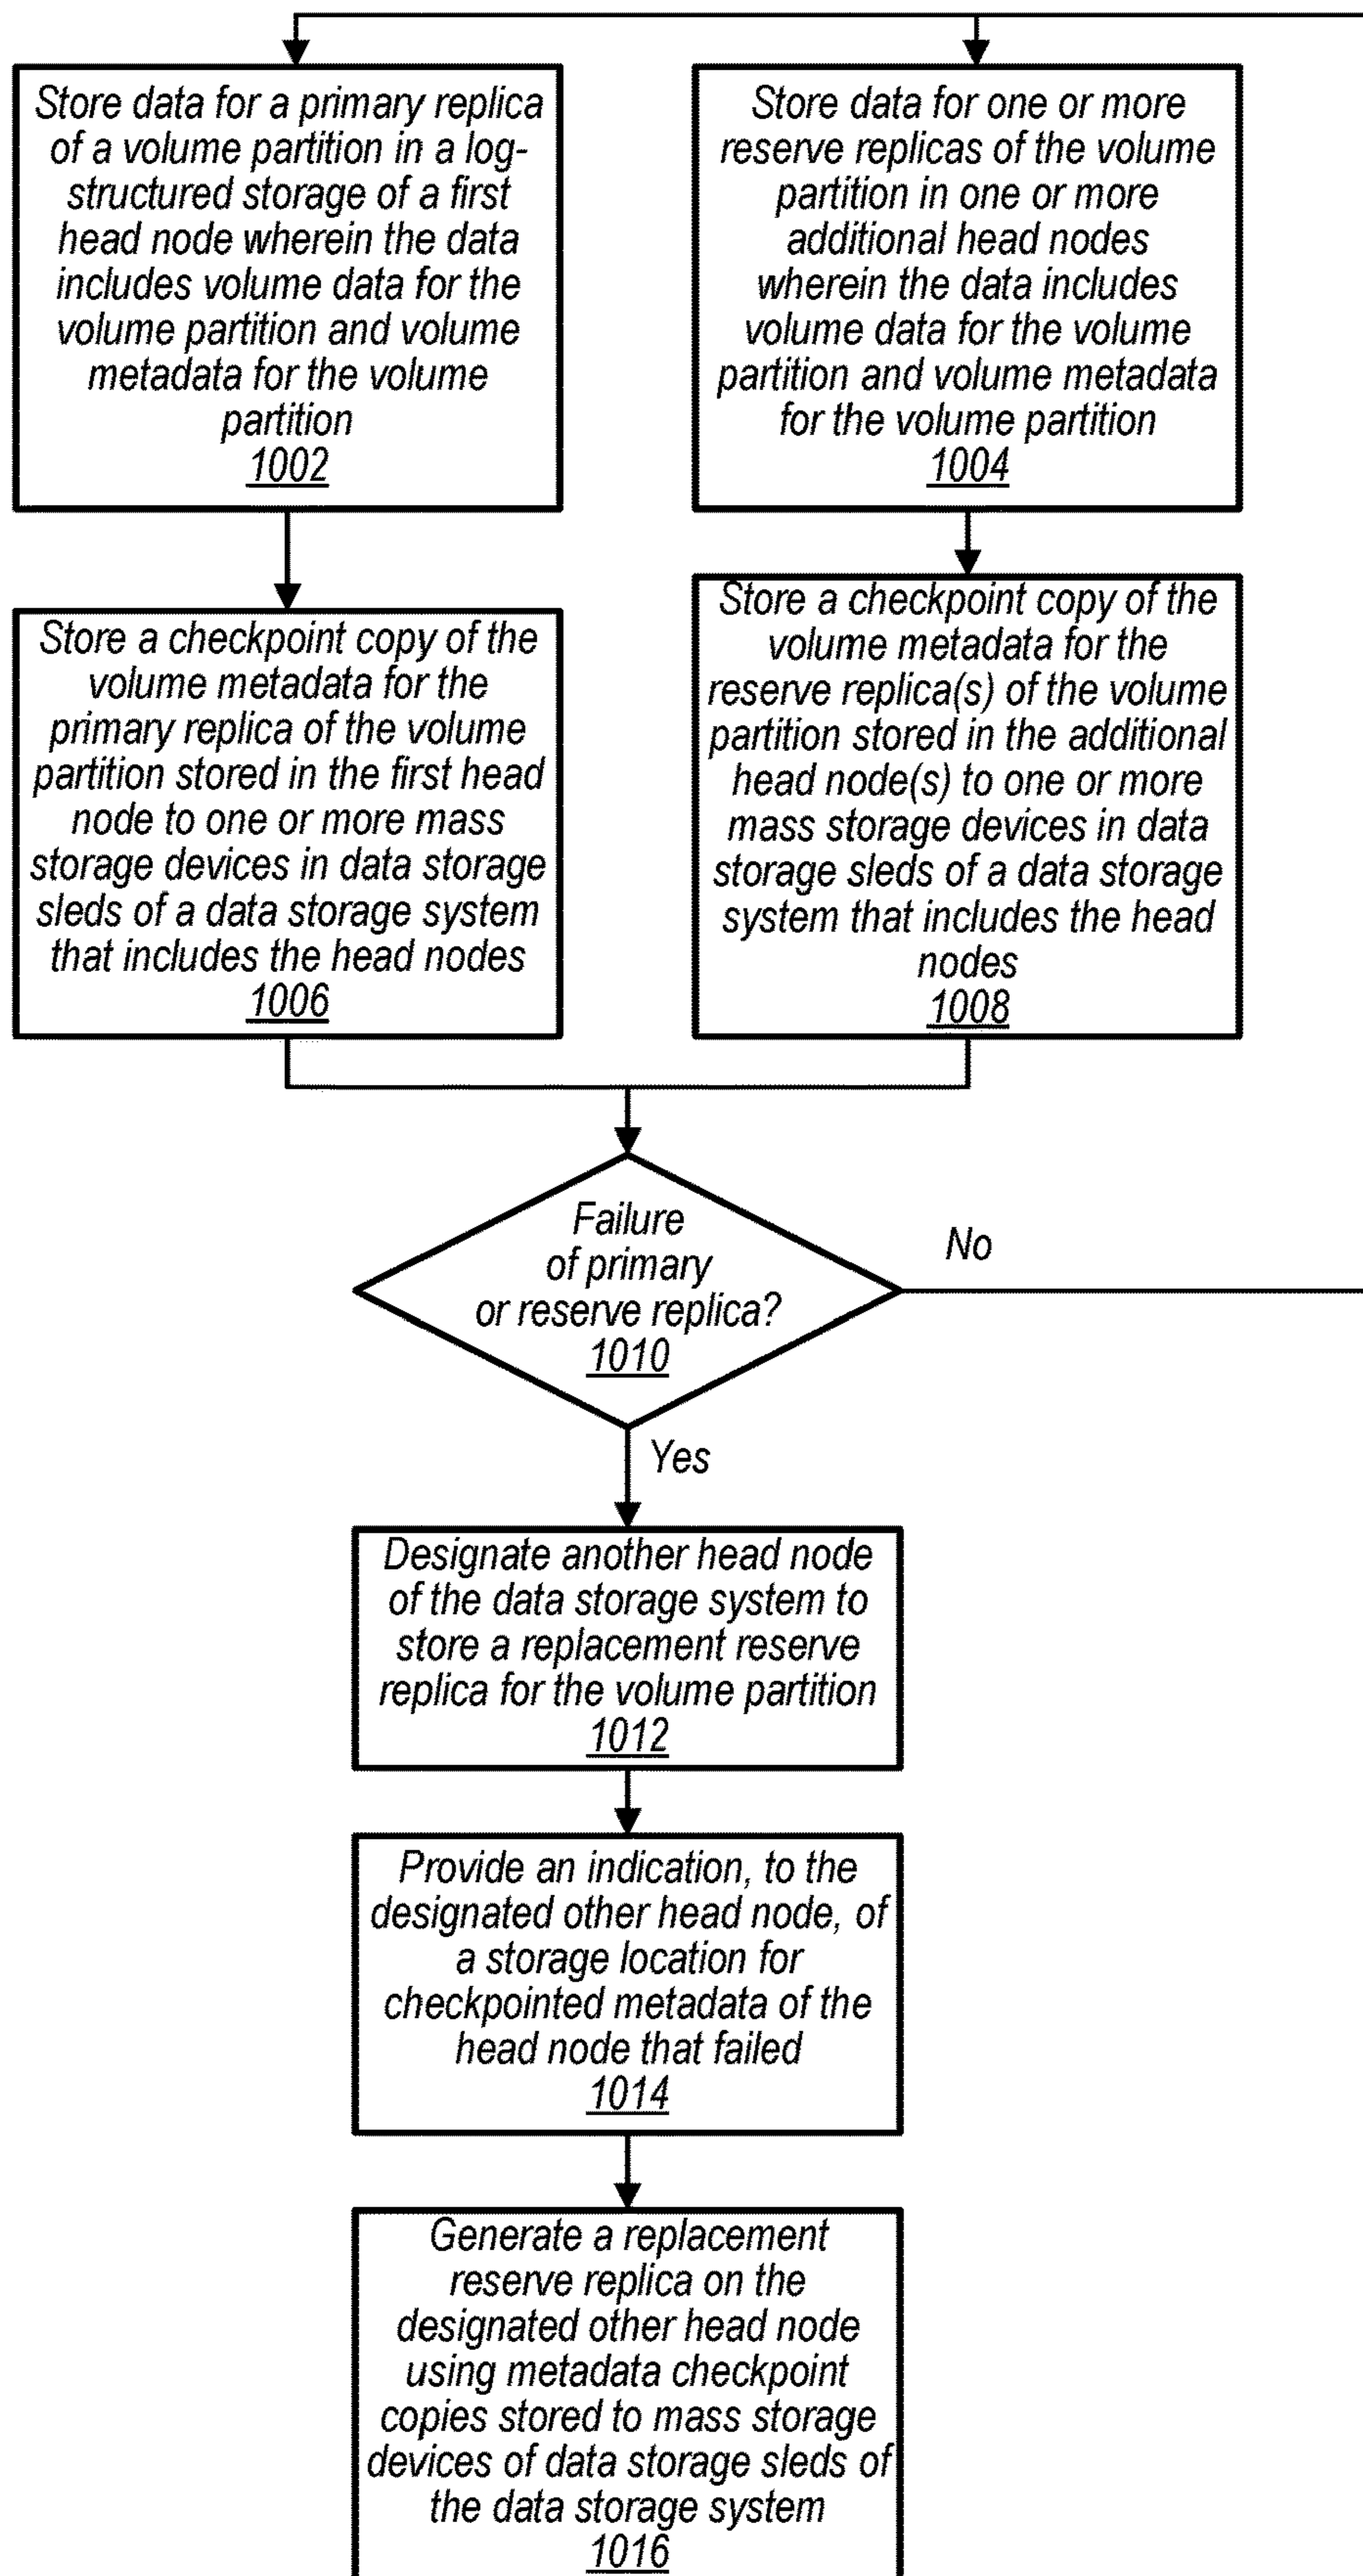 Store data for a primary replica
of a volume partition in a log-
structured storage of a first
head node wherein the data
includes volume data for the
volume partition and volume
metadata for the volume
partition
1002
Store data for one or more
reserve replicas of the volume
partition in one or more
additional head nodes
wherein the data includes
volume data for the volume
partition and volume metadata
for the volume partition
1004
Store a checkpoint copy of the
volume metadata for the
primary replica of the volume
partition stored in the first head
node to one or more mass
storage devices in data storage
sleds of a data storage system
that includes the head nodes
1006
Store a checkpoint copy of the
volume metadata for the
reserve replica(s) of the volume
partition stored in the additional
head node(s) to one or more
mass storage devices in data
storage sleds of a data storage
system that includes the head
nodes
1008
Failure
of primary
or reserve replica?
1010
No
Yes
Designate another head node
of the data storage system to
store a replacement reserve
replica for the volume partition
1012
Provide an indication, to the
designated other head node, of
a storage location for
checkpointed metadata of the
head node that failed
1014
Generate a replacement
reserve replica on the
designated other head node
using metadata checkpoint
copies stored to mass storage
devices of data storage sleds of
the data storage system
1016